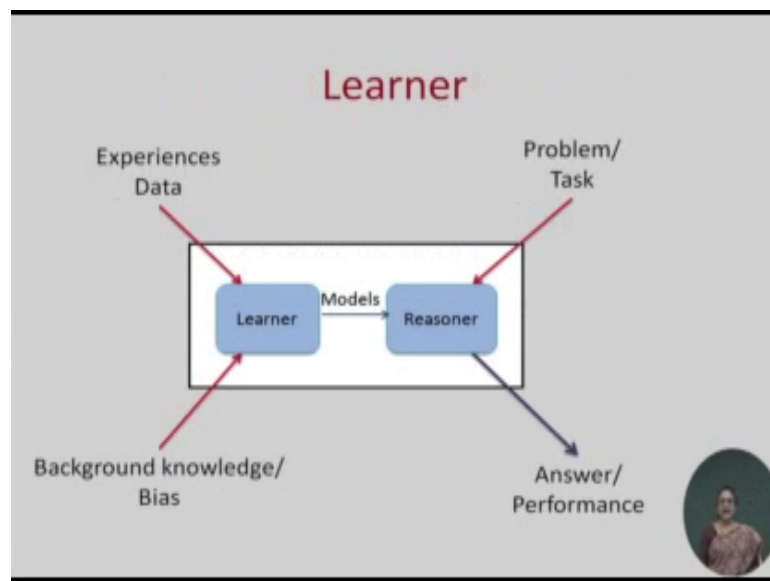 Learner
Experiences
Data
Problem/
Task
Learner
Models
Reasoner
Background knowledge/
Bias
Answer/
Performance